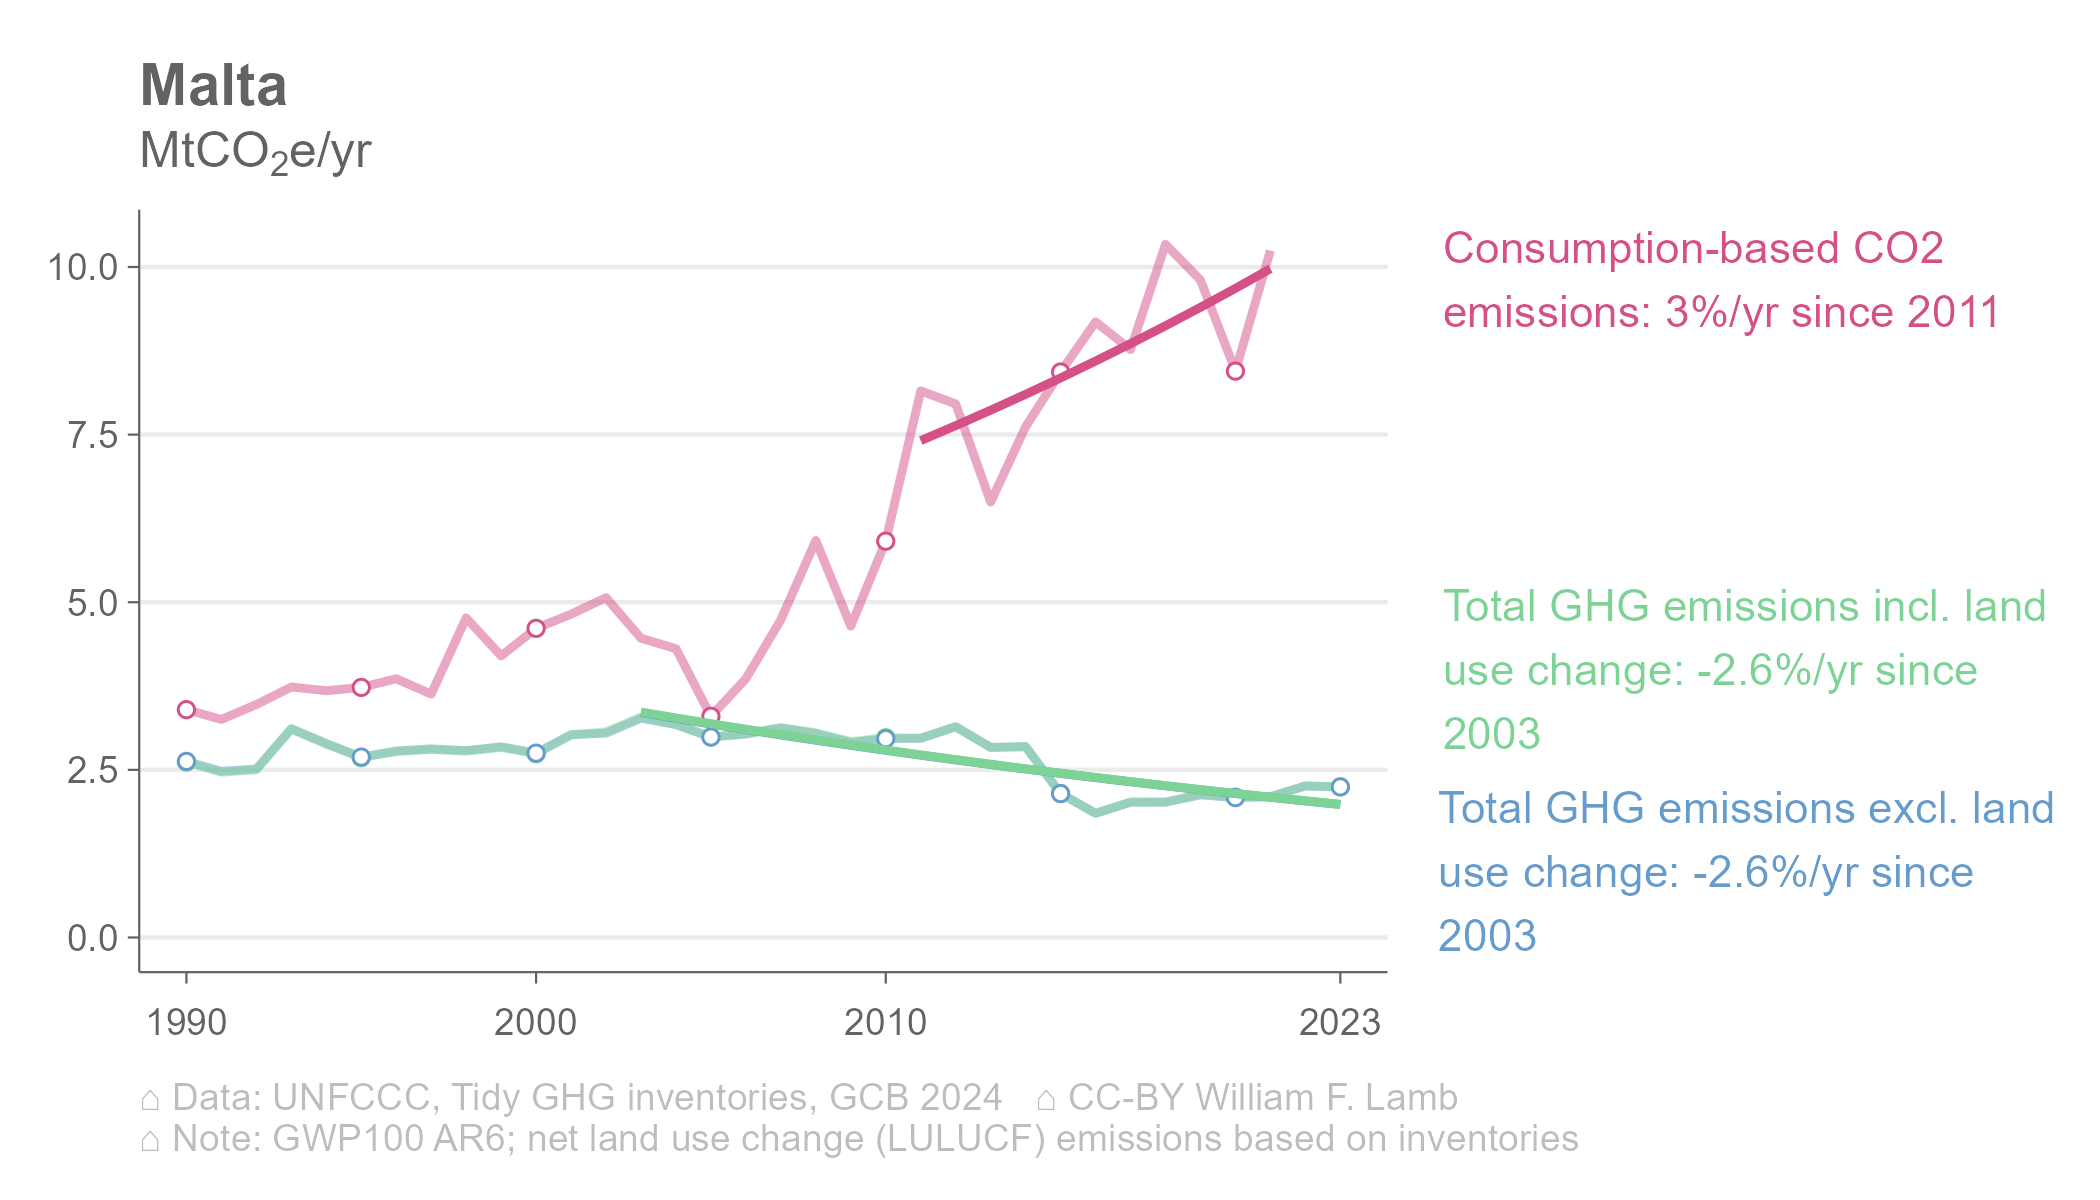 Malta
MtCO₂e/yr
10.0
7.5
5.0
2.5
0.0
1990
2000
2010
2023
Consumption-based CO2
emissions: 3%/yr since 2011
Total GHG emissions incl. land
use change: -2.6%/yr since
2003
Total GHG emissions excl. land
use change: -2.6%/yr since
2003
⌂ Data: UNFCCC, Tidy GHG inventories, GCB 2024 ⌂ CC-BY William F. Lamb
⌂ Note: GWP100 AR6; net land use change (LULUCF) emissions based on inventories